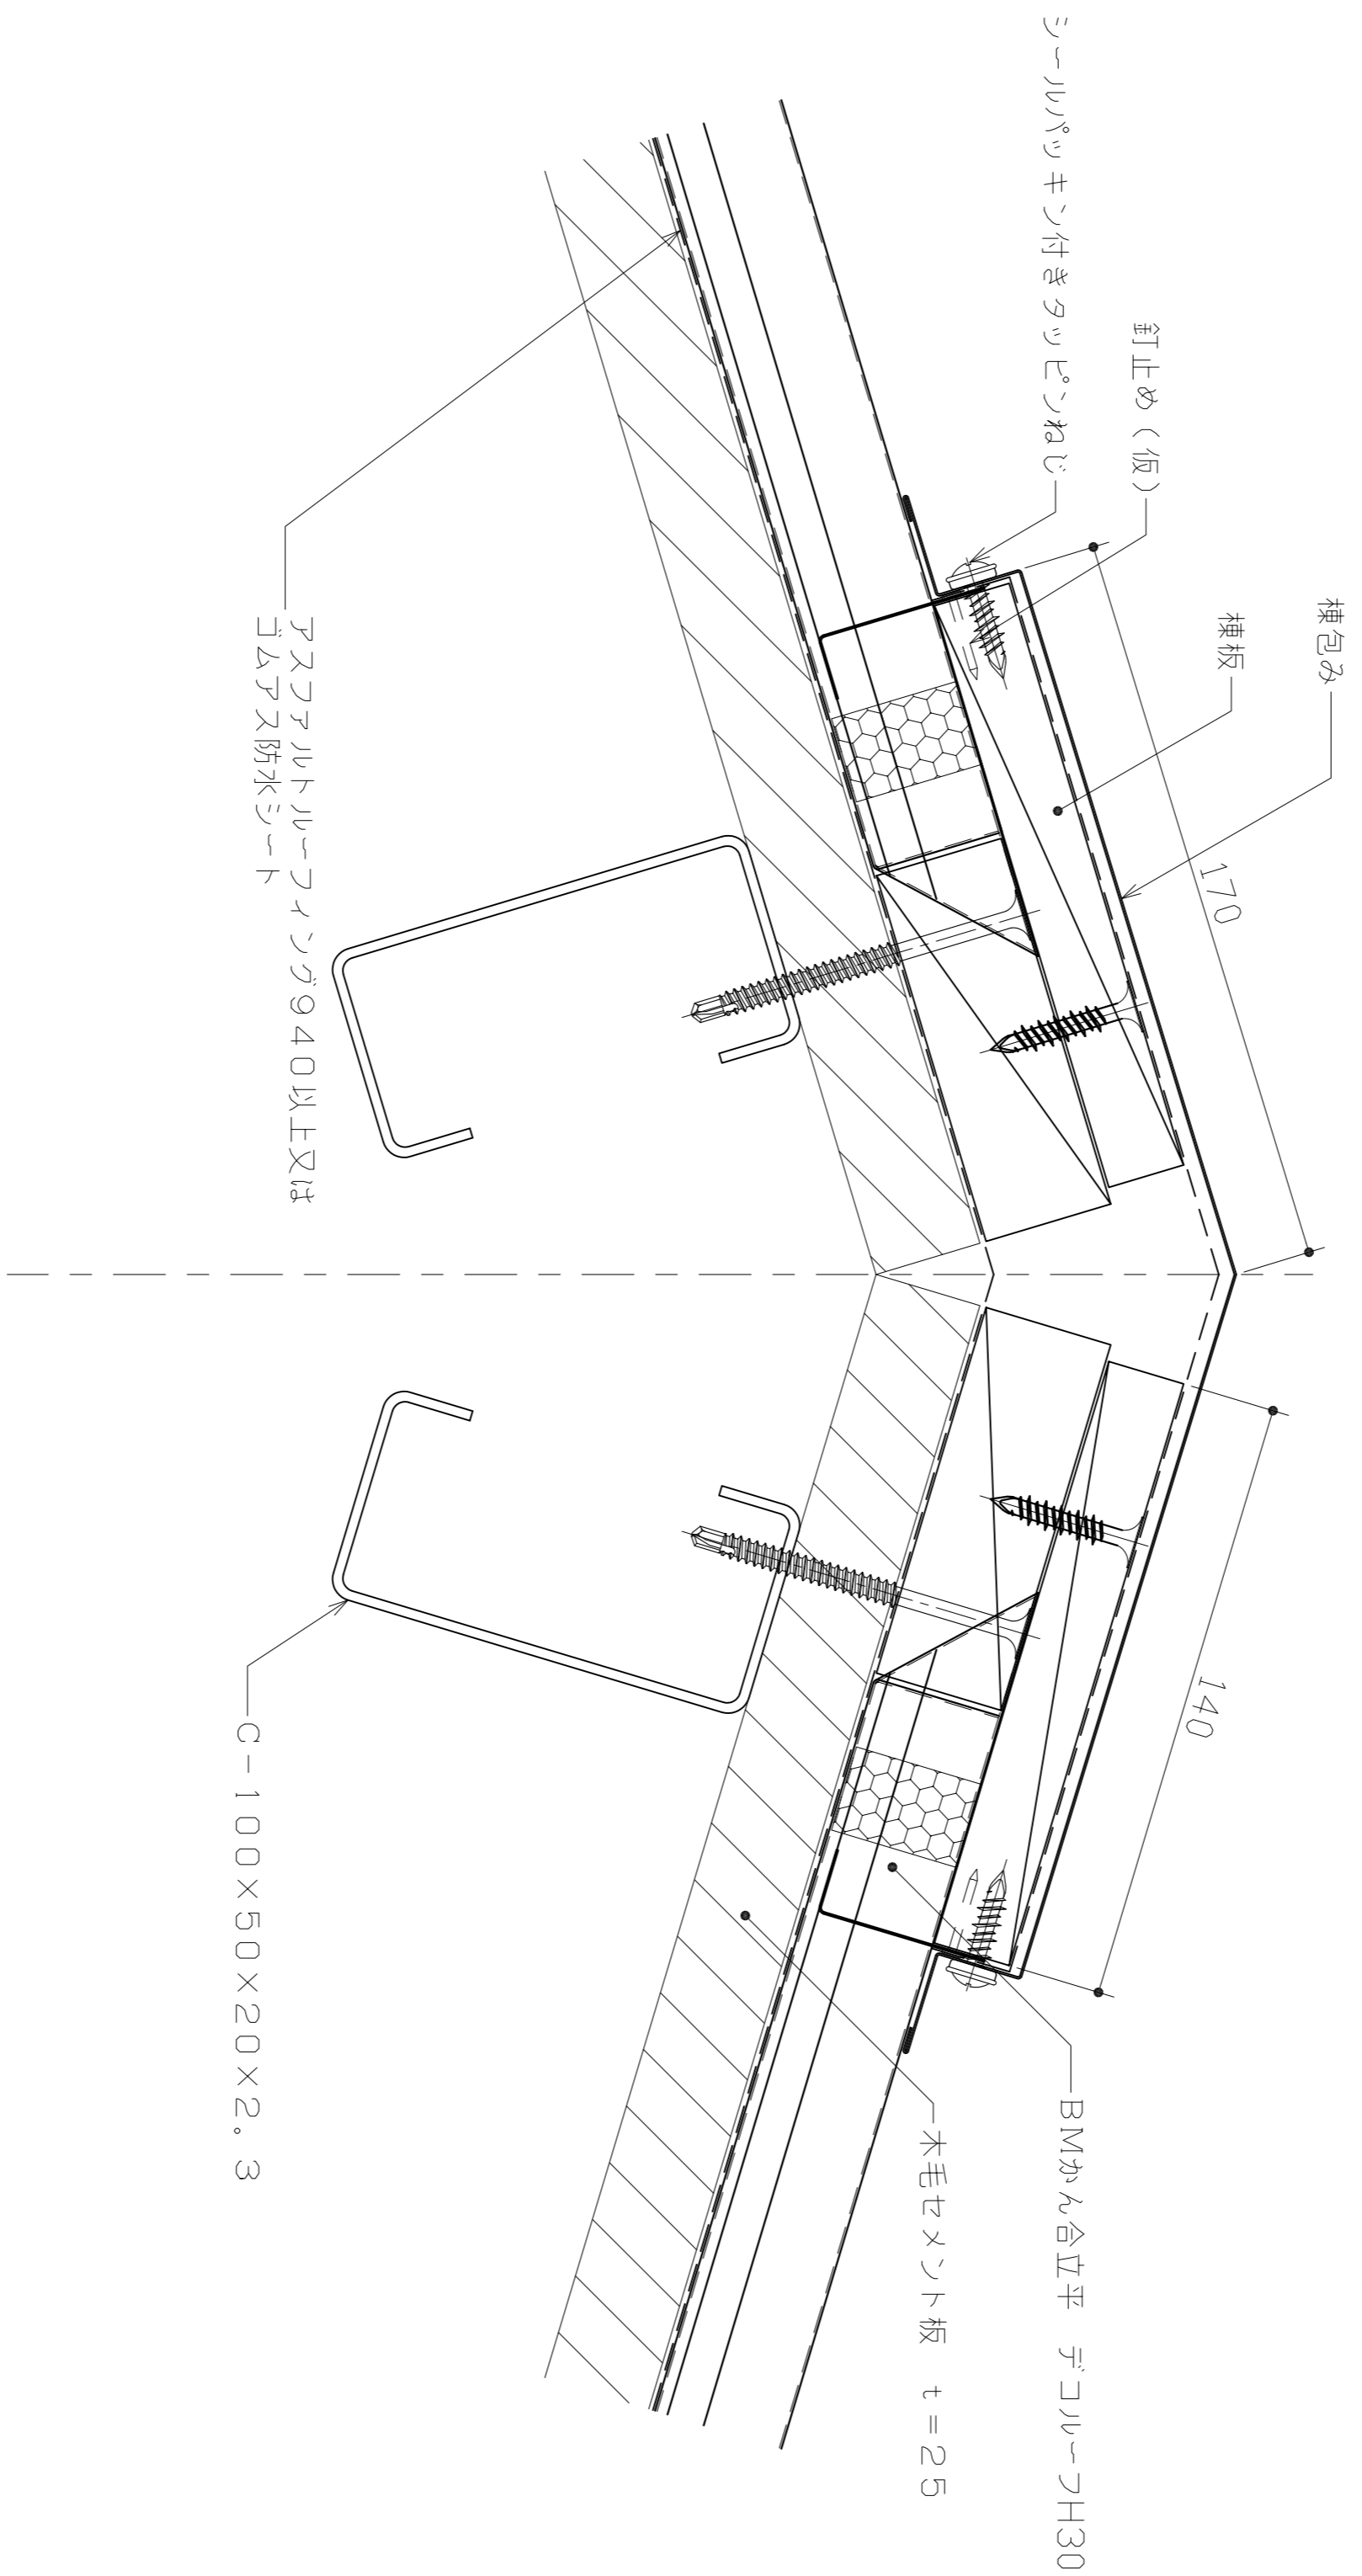 棟包み
棟板
釘止め（仮）
シールパッキン付きタッピンねじ
170
140
BMかん合立平　デコルーフH30
木毛セメント板　t=25
アスファルトルーフィング940以上又は
ゴムアス防水シート
C-100×50×20×2.3